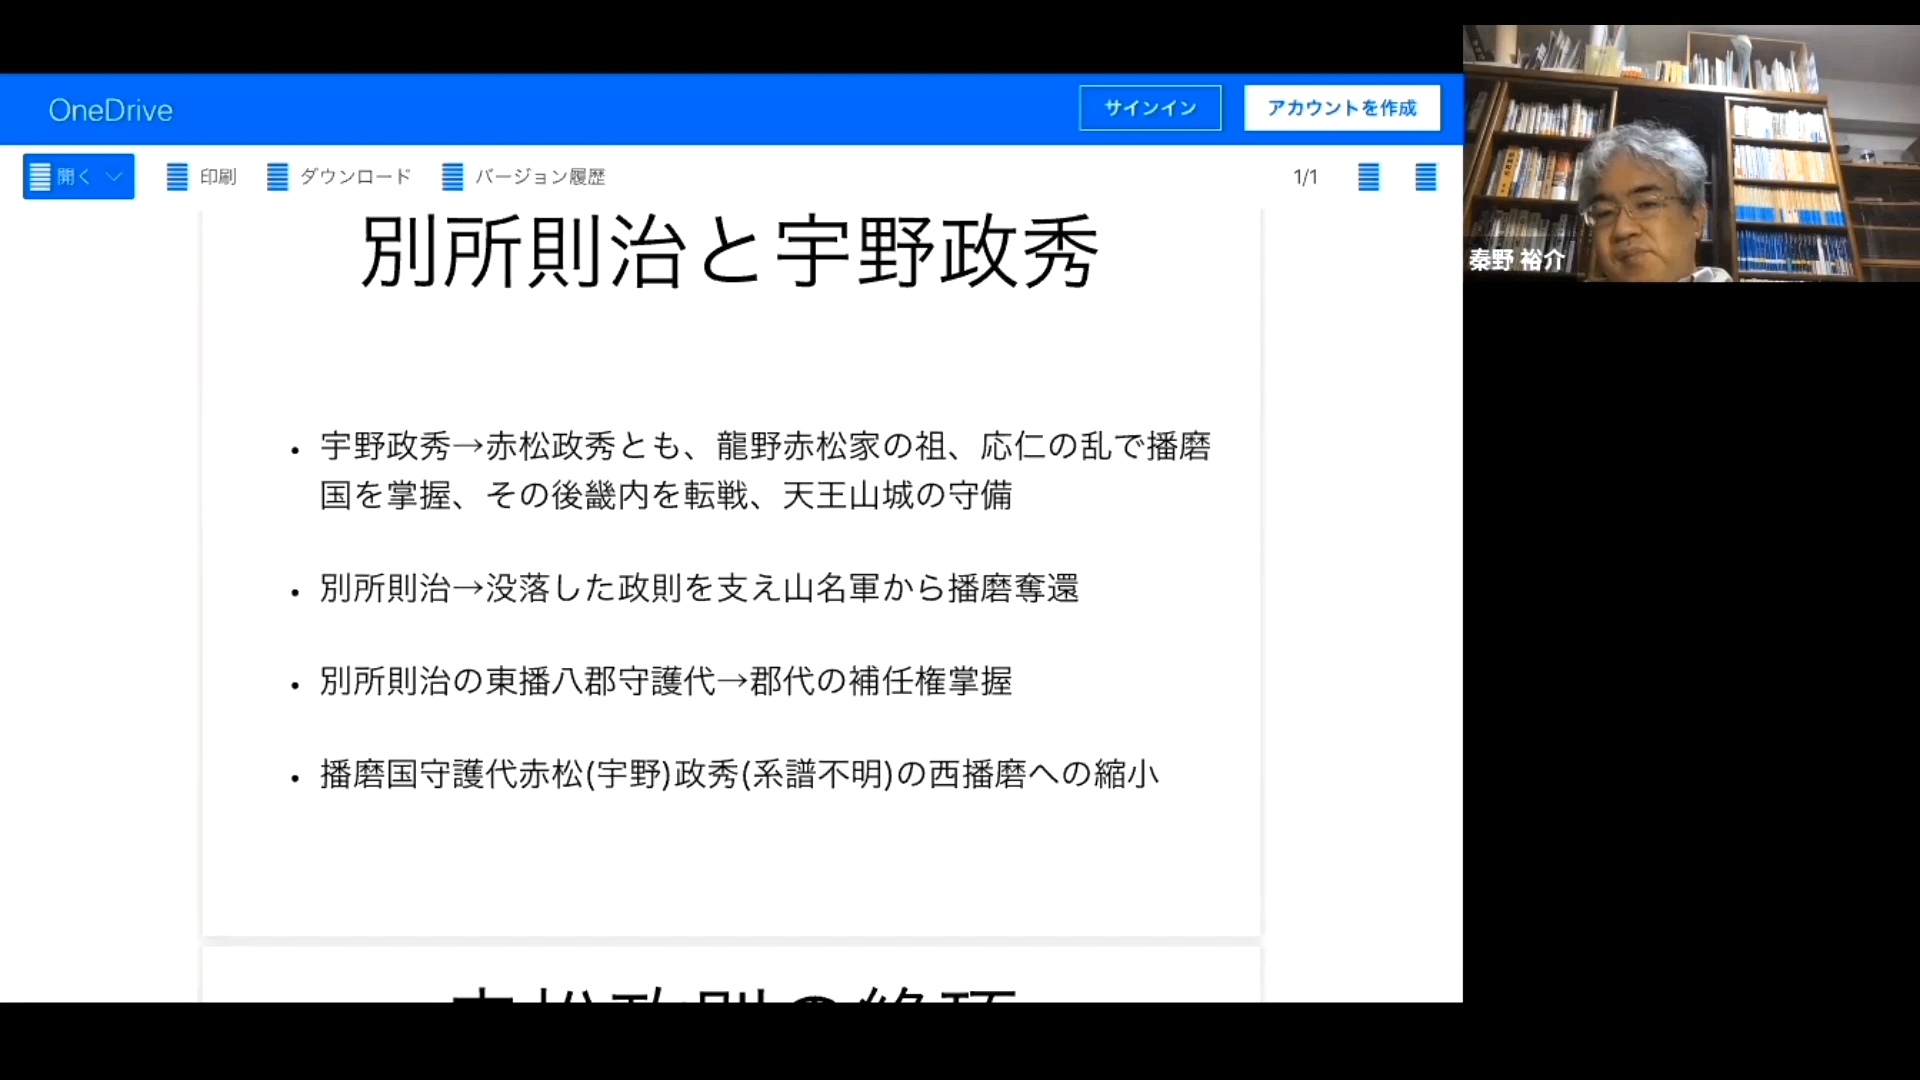 OneDrive
サインイン
アカウントを作成
開く
印刷
ダウンロード
バージョン履歴
1/1
別所則治と宇野政秀
• 宇野政秀→赤松政秀とも、龍野赤松家の祖、応仁の乱で播磨
国を掌握、その後畿内を転戦、天王山城の守備
• 別所則治→没落した政則を支え山名軍から播磨奪還
• 別所則治の東播八郡守護代→郡代の補任権掌握
• 播磨国守護代赤松(宇野)政秀(系譜不明)の西播磨への縮小
秦野 裕介